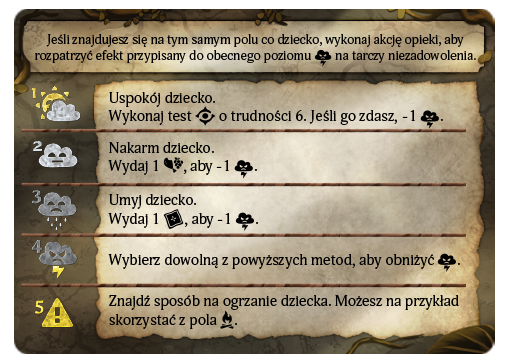 Jeśli znajdujesz się na tym samym polu co dziecko, wykonaj akcję opieki, aby
rozpatrzyć efekt przypisany do obecnego poziomu na tarczy niezadowolenia.
1
Uspokój dziecko.
Wykonaj test o trudności 6. Jeśli go zdasz, -1 .
2
Nakarm dziecko.
Wydaj 1 , aby -1 .
3
Umyj dziecko.
Wydaj 1 , aby -1 .
4
Wybierz dowolną z powyższych metod, aby obniżyć .
5
Znajdź sposób na ogrzanie dziecka. Możesz na przykład
skorzystać z pola .